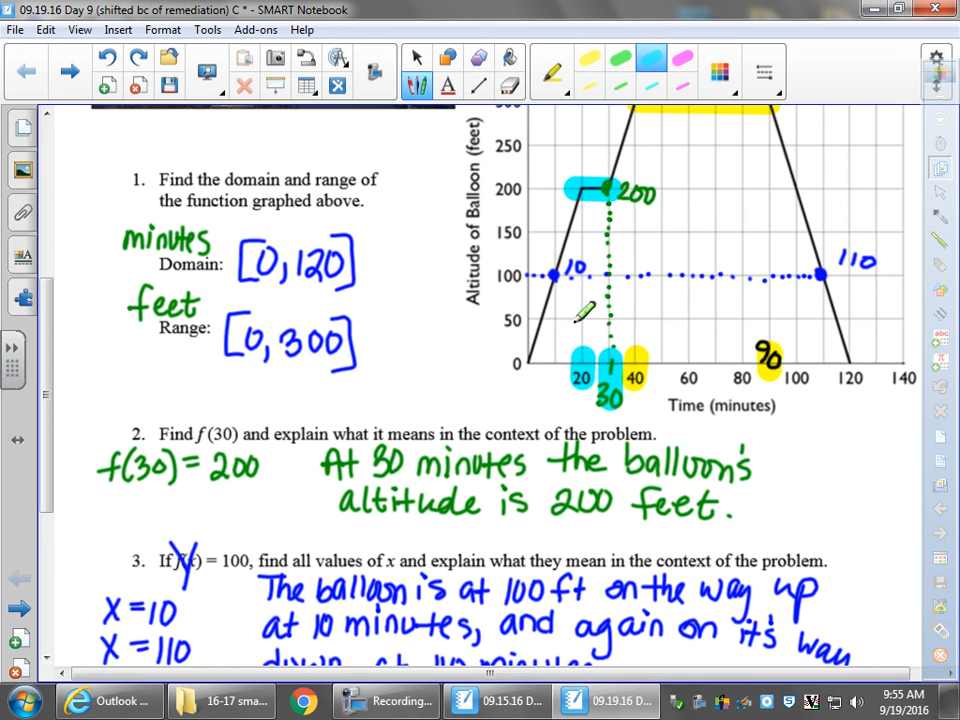 09.19.16 Day 9 (shifted bc of remediation) C * - SMART Notebook
File Edit View Insert Format Tools Add-ons Help
250
200
150
100
50
0
Altitude of Balloon (feet)
200
10
110
20 40 60 80 100 120 140
30
90
Time (minutes)
1. Find the domain and range of
the function graphed above.
minutes
Domain: [0,120]
feet
Range: [0,300]
2. Find f (30) and explain what it means in the context of the problem.
f(30) = 200 At 30 minutes the balloon's
altitude is 200 feet.
3. If f(x) = 100, find all values of x and explain what they mean in the context of the problem.
y
x = 10
x = 110
The balloon is at 100 ft on the way up
at 10 minutes, and again on it's way
Outlook ...
16-17 sma...
Recording...
09.15.16 D...
09.19.16 D...
9:55 AM
9/19/2016